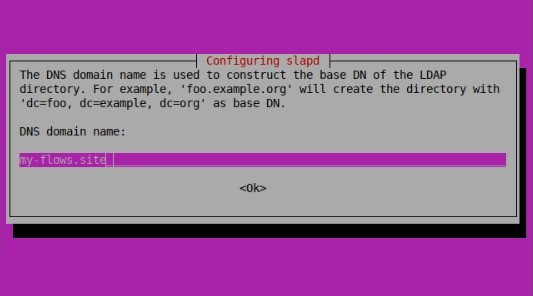 Configuring slapd
The DNS domain name is used to construct the base DN of the LDAP
directory. For example, 'foo.example.org' will create the directory with
'dc=foo, dc=example, dc=org' as base DN.
DNS domain name:
my-flows.site
<Ok>